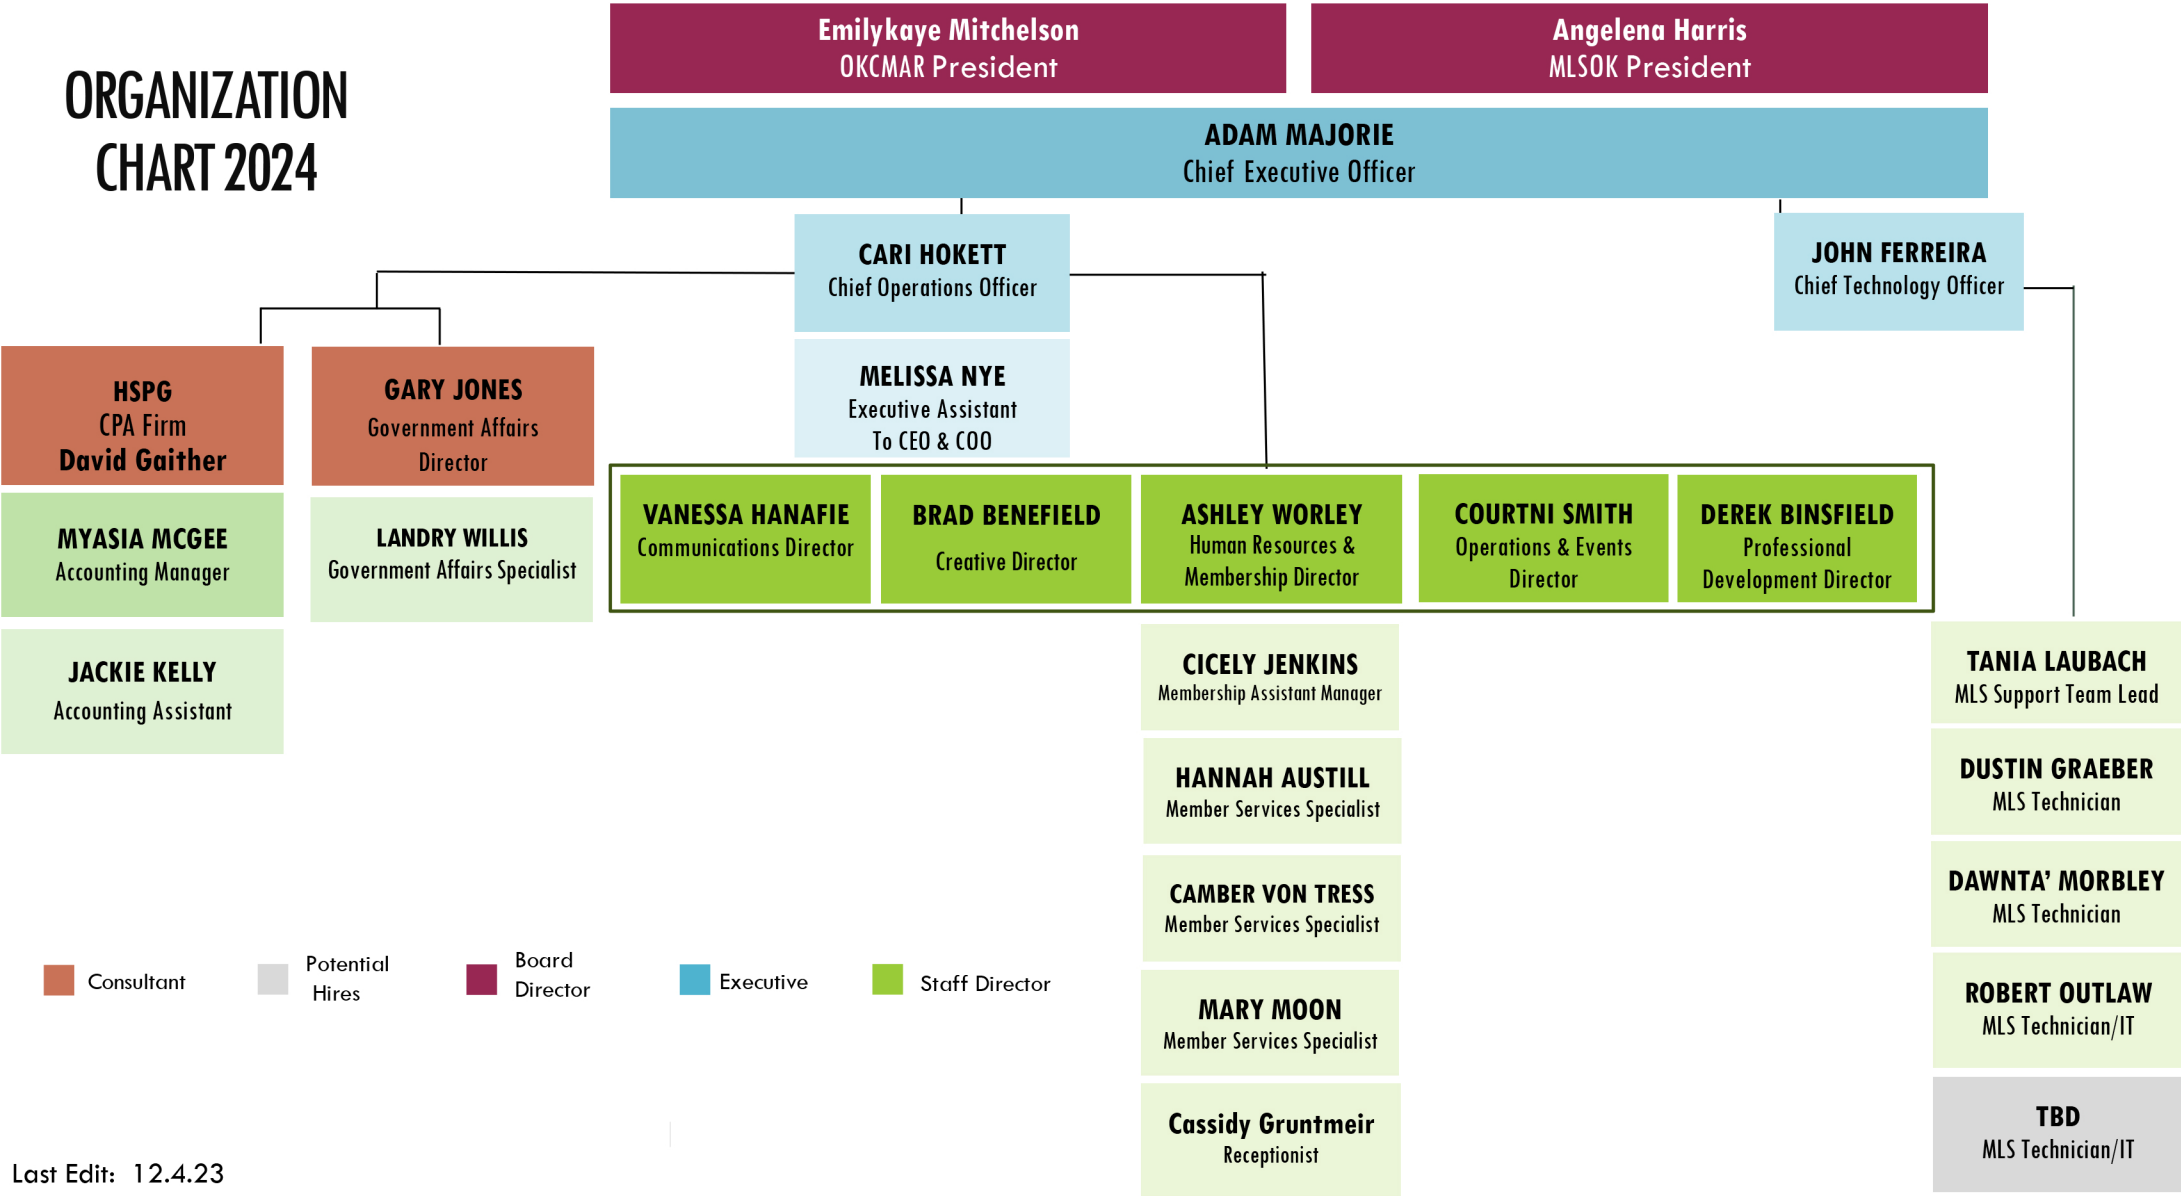 ORGANIZATION
CHART 2024
Emilykaye Mitchelson
OKCMAR President
Angelena Harris
MLSOK President
ADAM MAJORIE
Chief Executive Officer
CARI HOKETT
Chief Operations Officer
JOHN FERREIRA
Chief Technology Officer
MELISSA NYE
Executive Assistant
To CEO & COO
HSPG
CPA Firm
David Gaither
GARY JONES
Government Affairs
Director
MYASIA MCGEE
Accounting Manager
LANDRY WILLIS
Government Affairs Specialist
JACKIE KELLY
Accounting Assistant
VANESSA HANAFIE
Communications Director
BRAD BENEFIELD
Creative Director
ASHLEY WORLEY
Human Resources &
Membership Director
COURTNI SMITH
Operations & Events
Director
DEREK BINSFIELD
Professional
Development Director
CICELY JENKINS
Membership Assistant Manager
HANNAH AUSTILL
Member Services Specialist
CAMBER VON TRESS
Member Services Specialist
MARY MOON
Member Services Specialist
Cassidy Gruntmeir
Receptionist
TANIA LAUBACH
MLS Support Team Lead
DUSTIN GRAEBER
MLS Technician
DAWNTA’ MORBLEY
MLS Technician
ROBERT OUTLAW
MLS Technician/IT
TBD
MLS Technician/IT
Consultant
Potential
Hires
Board
Director
Executive
Staff Director
Last Edit: 12.4.23